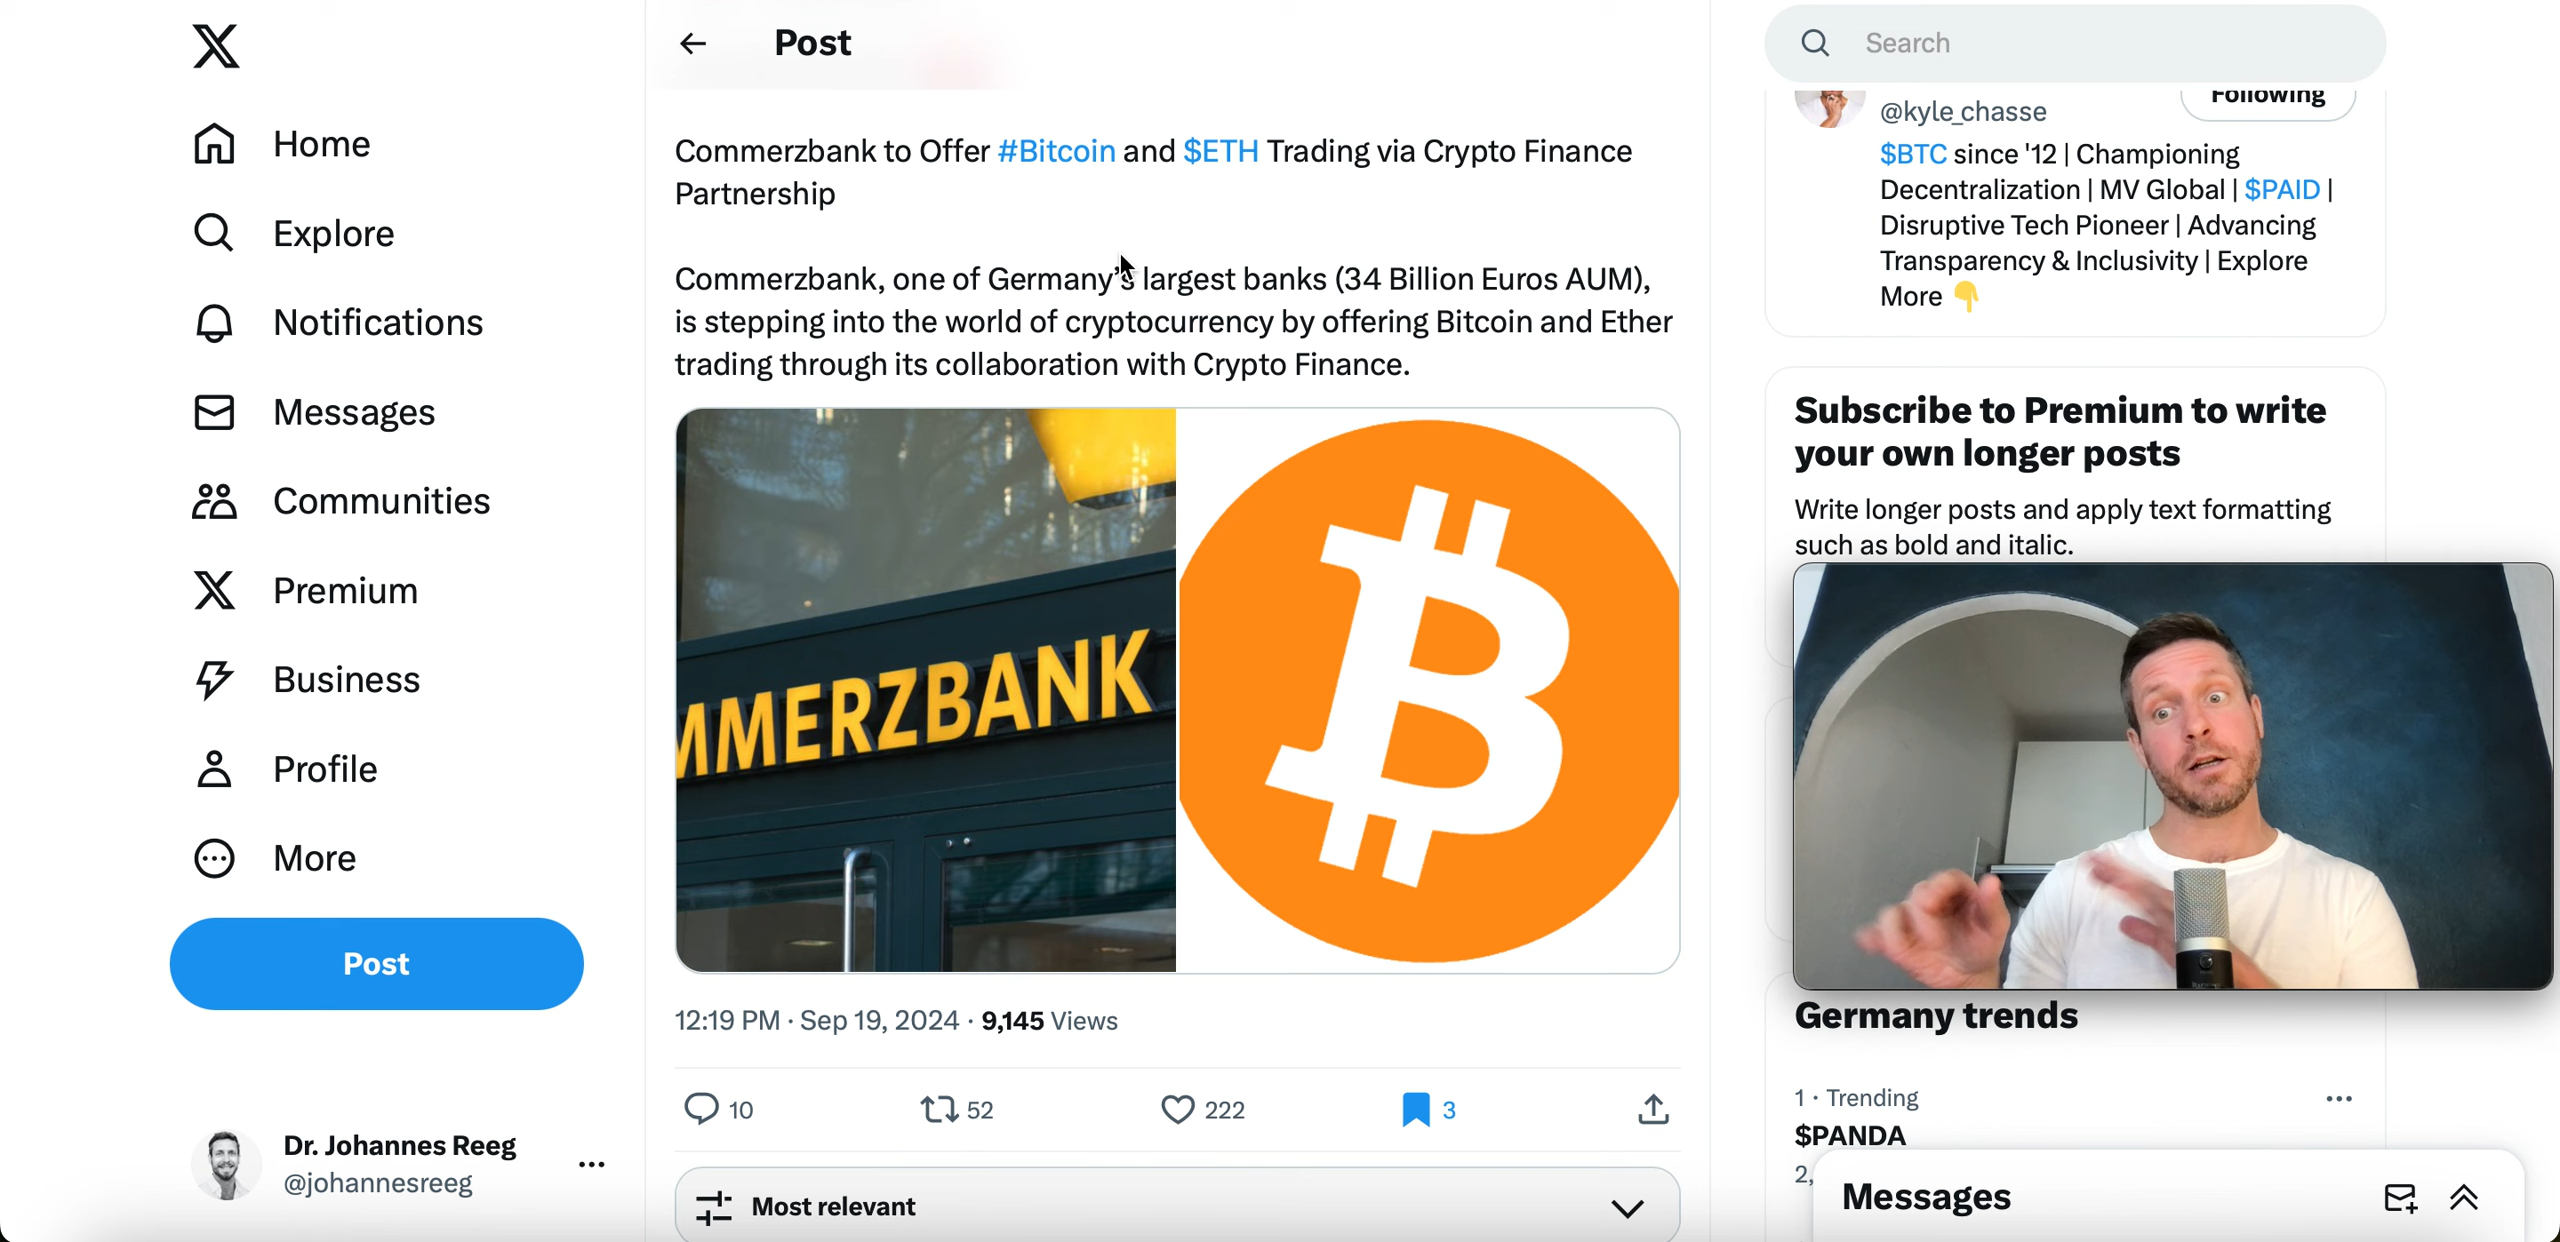 Home
Explore
Notifications
Messages
Communities
Premium
Business
Profile
More
Post
Dr. Johannes Reeg
@johannesreeg
Post
Commerzbank to Offer #Bitcoin and $ETH Trading via Crypto Finance
Partnership
Commerzbank, one of Germany's largest banks (34 Billion Euros AUM),
is stepping into the world of cryptocurrency by offering Bitcoin and Ether
trading through its collaboration with Crypto Finance.
MMERZBANK
12:19 PM · Sep 19, 2024 · 9,145 Views
10 52 222 3
Most relevant
Search
Following
@kyle_chasse
$BTC since '12 | Championing
Decentralization | MV Global | $PAID |
Disruptive Tech Pioneer | Advancing
Transparency & Inclusivity | Explore
More 👇
Subscribe to Premium to write
your own longer posts
Write longer posts and apply text formatting
such as bold and italic.
Germany trends
1 · Trending
$PANDA
2,
Messages